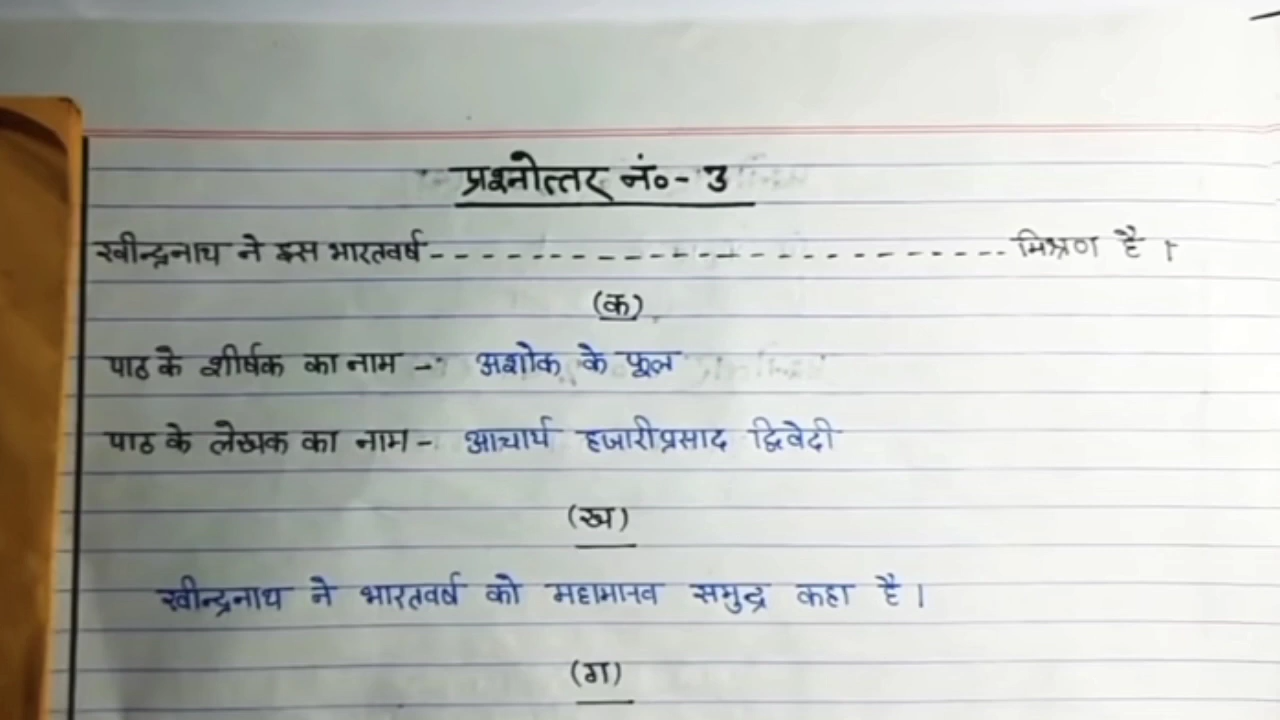 प्रश्नोत्तर नं०- 3
रवीन्द्रनाथ ने इस भारतवर्ष - - - - - - - - - - - - - - - - - - - - - - - - - - - - - मिश्रण है ।
(क)
पाठ के शीर्षक का नाम - अशोक के फूल
पाठ के लेखक का नाम - आचार्य हजारीप्रसाद द्विवेदी
(ख)
रवीन्द्रनाथ ने भारतवर्ष को महामानव समुद्र कहा है ।
(ग)